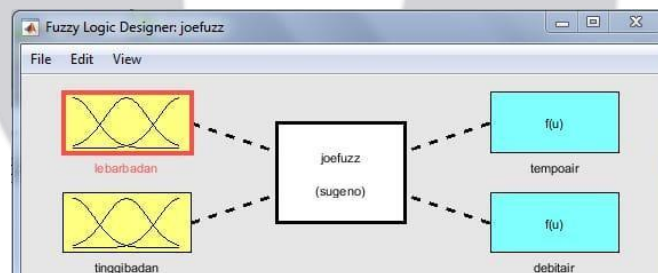 Fuzzy Logic Designer: joefuzz
File Edit View
lebarbadan
tinggibadan
joefuzz
(sugeno)
f(u)
tempoair
f(u)
debitair